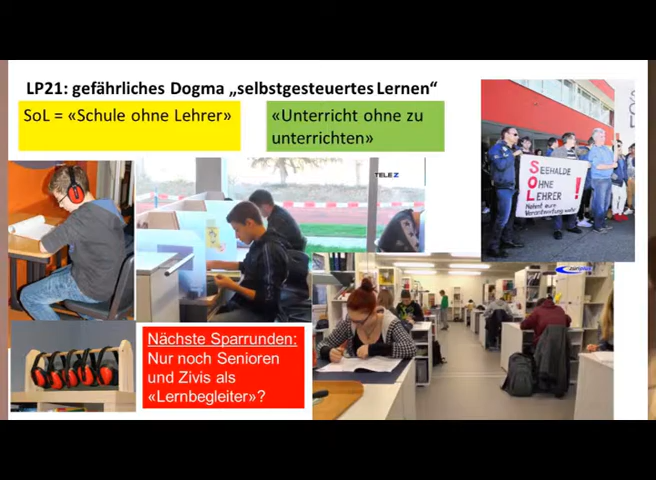 LP21: gefährliches Dogma „selbstgesteuertes Lernen“
SoL = «Schule ohne Lehrer»
«Unterricht ohne zu
unterrichten»
TELE Z
SEEHALDE
OHNE
LEHRER
SOL
!
Nächste Sparrunden:
Nur noch Senioren
und Zivis als
«Lernbegleiter»?